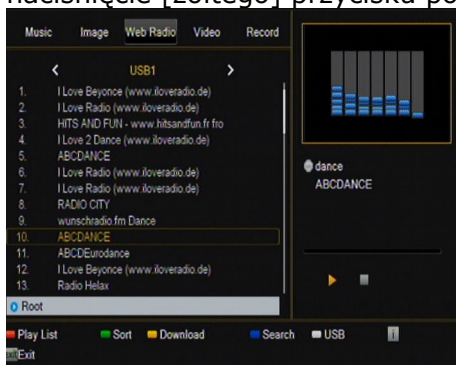 naciśnięcie [żółtego] przycisku po
Music Image Web Radio Video Record
USB1
1. I Love Beyonce (www.iloveradio.de)
2. I Love Radio (www.iloveradio.de)
3. HITS AND FUN - www.hitsandfun.fr fro
4. I Love 2 Dance (www.iloveradio.de)
5. ABCDANCE
6. I Love Radio (www.iloveradio.de)
7. I Love Radio (www.iloveradio.de)
8. RADIO CITY
9. wunschradio.fm Dance
10. ABCDANCE
11. ABCDEurodance
12. I Love Beyonce (www.iloveradio.de)
13. Radio Helax
Root
dance
ABCDANCE
Play List Sort Download Search USB i
Exit